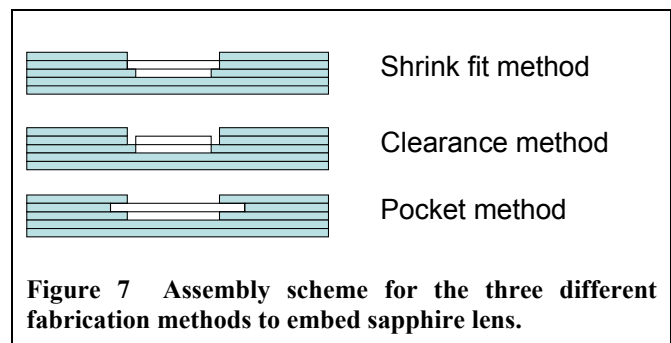 Shrink fit method
Clearance method
Pocket method
Figure 7 Assembly scheme for the three different
fabrication methods to embed sapphire lens.